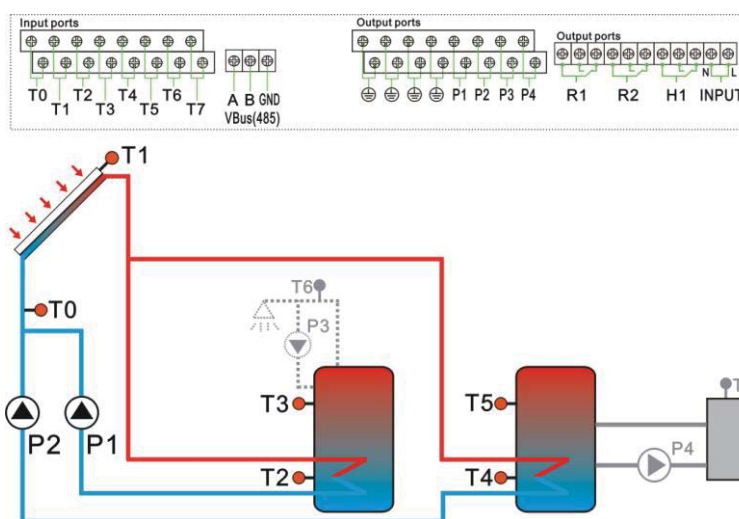 Input ports
T0 T1 T2 T3 T4 T5 T6 T7
A B GND
VBus(485)
Output ports
P1 P2 P3 P4
Output ports
R1 R2 H1 N L
INPUT
T1
T0
T6
P3
P2 P1
T3
T2
T5
T4
P4